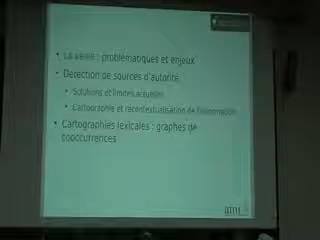 • La veille : problématiques et enjeux
• Détection de sources d'autorité
• Solutions et limites actuelles
• Cartographie et recontextualisation de l'information
• Cartographies lexicales : graphes de
cooccurrences